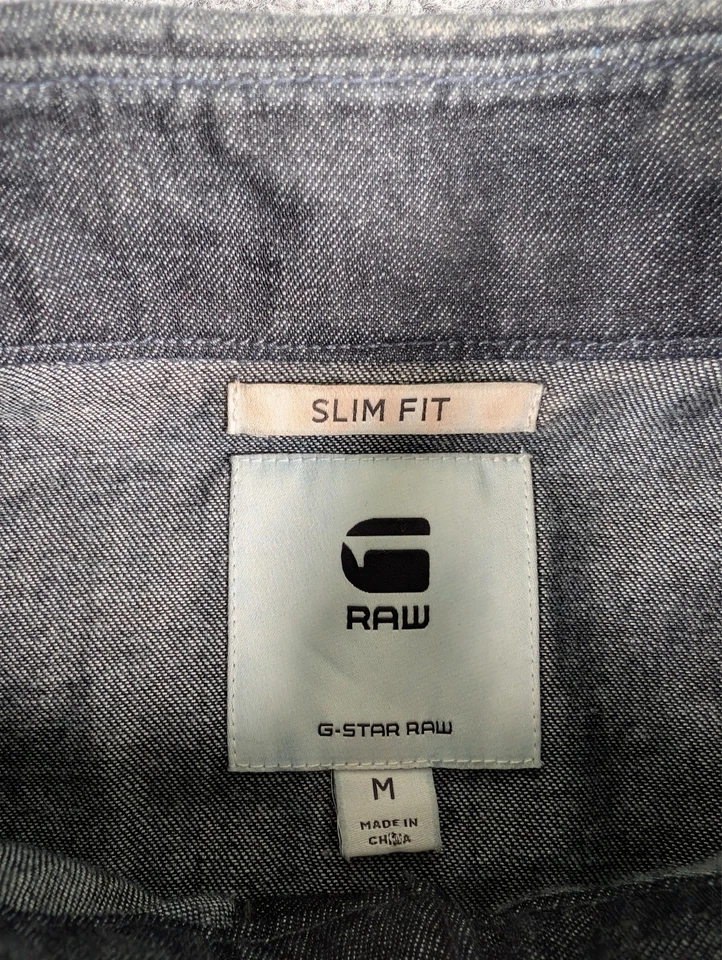 SLIM FIT
G
RAW
G-STAR RAW
M
MADE IN
CHINA